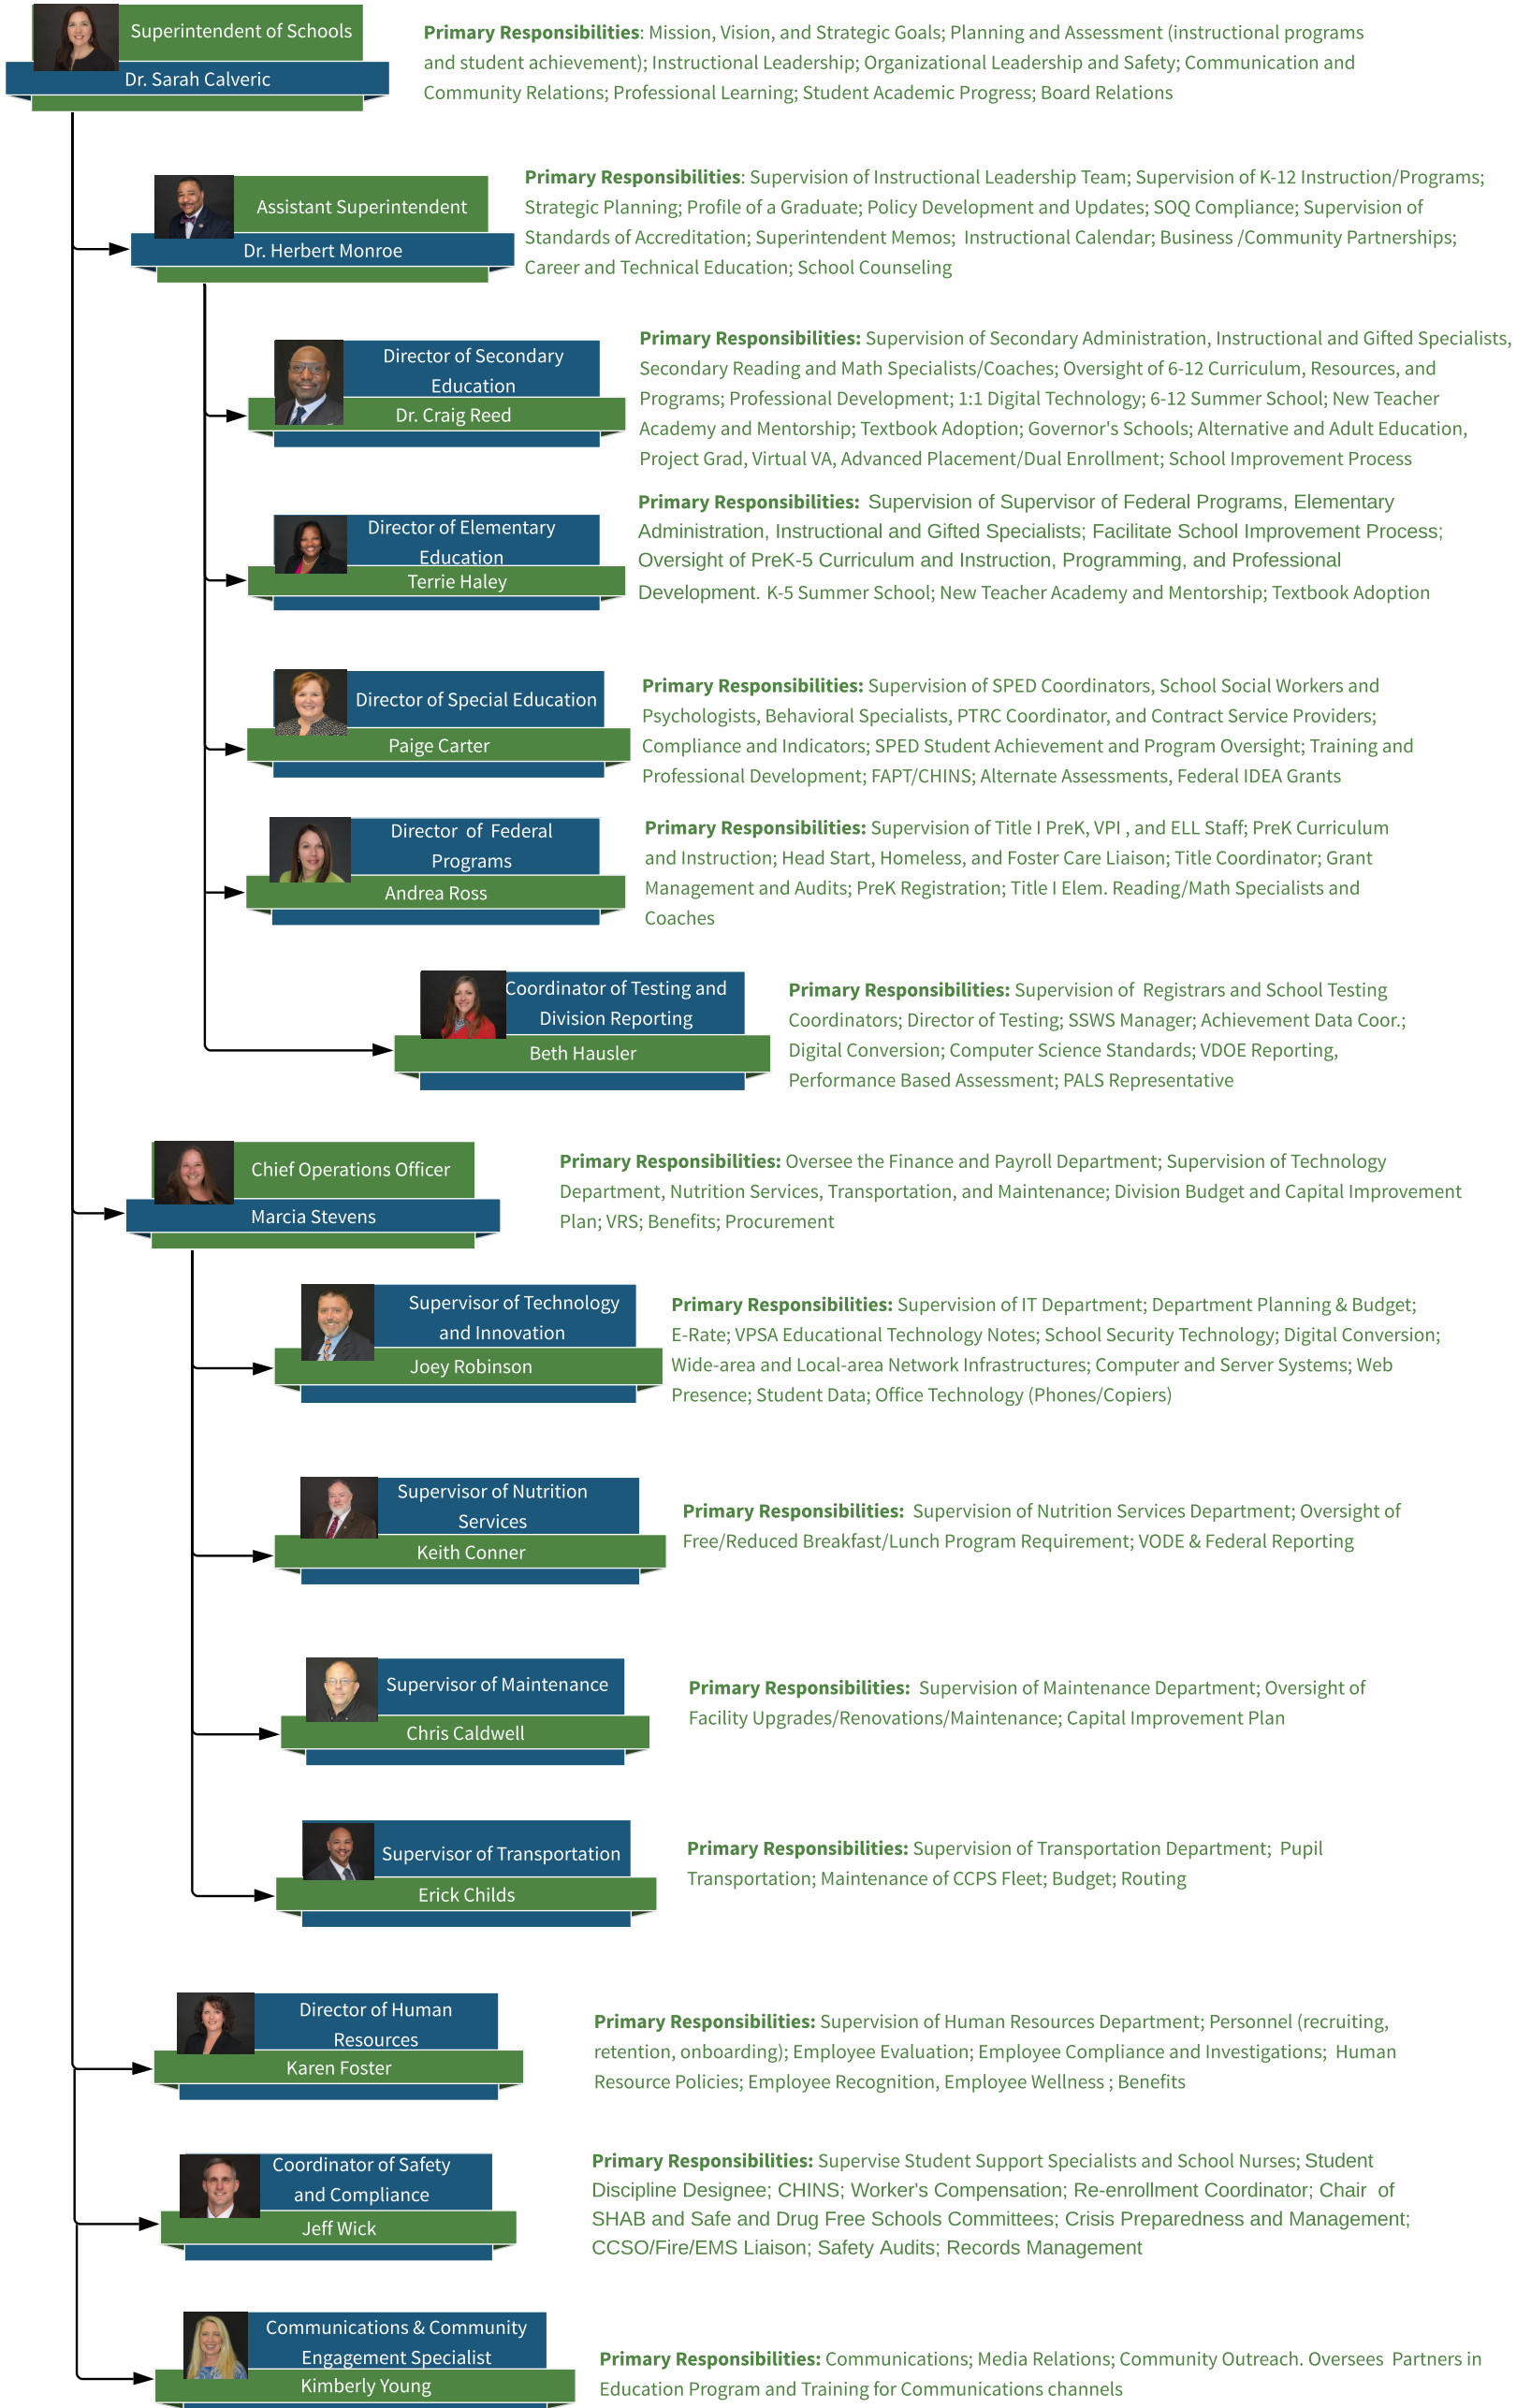 Superintendent of Schools
Dr. Sarah Calveric
Primary Responsibilities: Mission, Vision, and Strategic Goals; Planning and Assessment (instructional programs
and student achievement); Instructional Leadership; Organizational Leadership and Safety; Communication and
Community Relations; Professional Learning; Student Academic Progress; Board Relations
Assistant Superintendent
Dr. Herbert Monroe
Primary Responsibilities: Supervision of Instructional Leadership Team; Supervision of K-12 Instruction/Programs;
Strategic Planning; Profile of a Graduate; Policy Development and Updates; SOQ Compliance; Supervision of
Standards of Accreditation; Superintendent Memos; Instructional Calendar; Business /Community Partnerships;
Career and Technical Education; School Counseling
Director of Secondary
Education
Dr. Craig Reed
Primary Responsibilities: Supervision of Secondary Administration, Instructional and Gifted Specialists,
Secondary Reading and Math Specialists/Coaches; Oversight of 6-12 Curriculum, Resources, and
Programs; Professional Development; 1:1 Digital Technology; 6-12 Summer School; New Teacher
Academy and Mentorship; Textbook Adoption; Governor's Schools; Alternative and Adult Education,
Project Grad, Virtual VA, Advanced Placement/Dual Enrollment; School Improvement Process
Director of Elementary
Education
Terrie Haley
Primary Responsibilities: Supervision of Supervisor of Federal Programs, Elementary
Administration, Instructional and Gifted Specialists; Facilitate School Improvement Process;
Oversight of PreK-5 Curriculum and Instruction, Programming, and Professional
Development. K-5 Summer School; New Teacher Academy and Mentorship; Textbook Adoption
Director of Special Education
Paige Carter
Primary Responsibilities: Supervision of SPED Coordinators, School Social Workers and
Psychologists, Behavioral Specialists, PTRC Coordinator, and Contract Service Providers;
Compliance and Indicators; SPED Student Achievement and Program Oversight; Training and
Professional Development; FAPT/CHINS; Alternate Assessments, Federal IDEA Grants
Director of Federal
Programs
Andrea Ross
Primary Responsibilities: Supervision of Title I PreK, VPI , and ELL Staff; PreK Curriculum
and Instruction; Head Start, Homeless, and Foster Care Liaison; Title Coordinator; Grant
Management and Audits; PreK Registration; Title I Elem. Reading/Math Specialists and
Coaches
Coordinator of Testing and
Division Reporting
Beth Hausler
Primary Responsibilities: Supervision of Registrars and School Testing
Coordinators; Director of Testing; SSWS Manager; Achievement Data Coor.;
Digital Conversion; Computer Science Standards; VDOE Reporting,
Performance Based Assessment; PALS Representative
Chief Operations Officer
Marcia Stevens
Primary Responsibilities: Oversee the Finance and Payroll Department; Supervision of Technology
Department, Nutrition Services, Transportation, and Maintenance; Division Budget and Capital Improvement
Plan; VRS; Benefits; Procurement
Supervisor of Technology
and Innovation
Joey Robinson
Primary Responsibilities: Supervision of IT Department; Department Planning & Budget;
E-Rate; VPSA Educational Technology Notes; School Security Technology; Digital Conversion;
Wide-area and Local-area Network Infrastructures; Computer and Server Systems; Web
Presence; Student Data; Office Technology (Phones/Copiers)
Supervisor of Nutrition
Services
Keith Conner
Primary Responsibilities: Supervision of Nutrition Services Department; Oversight of
Free/Reduced Breakfast/Lunch Program Requirement; VODE & Federal Reporting
Supervisor of Maintenance
Chris Caldwell
Primary Responsibilities: Supervision of Maintenance Department; Oversight of
Facility Upgrades/Renovations/Maintenance; Capital Improvement Plan
Supervisor of Transportation
Erick Childs
Primary Responsibilities: Supervision of Transportation Department; Pupil
Transportation; Maintenance of CCPS Fleet; Budget; Routing
Director of Human
Resources
Karen Foster
Primary Responsibilities: Supervision of Human Resources Department; Personnel (recruiting,
retention, onboarding); Employee Evaluation; Employee Compliance and Investigations; Human
Resource Policies; Employee Recognition, Employee Wellness ; Benefits
Coordinator of Safety
and Compliance
Jeff Wick
Primary Responsibilities: Supervise Student Support Specialists and School Nurses; Student
Discipline Designee; CHINS; Worker's Compensation; Re-enrollment Coordinator; Chair of
SHAB and Safe and Drug Free Schools Committees; Crisis Preparedness and Management;
CCSO/Fire/EMS Liaison; Safety Audits; Records Management
Communications & Community
Engagement Specialist
Kimberly Young
Primary Responsibilities: Communications; Media Relations; Community Outreach. Oversees Partners in
Education Program and Training for Communications channels